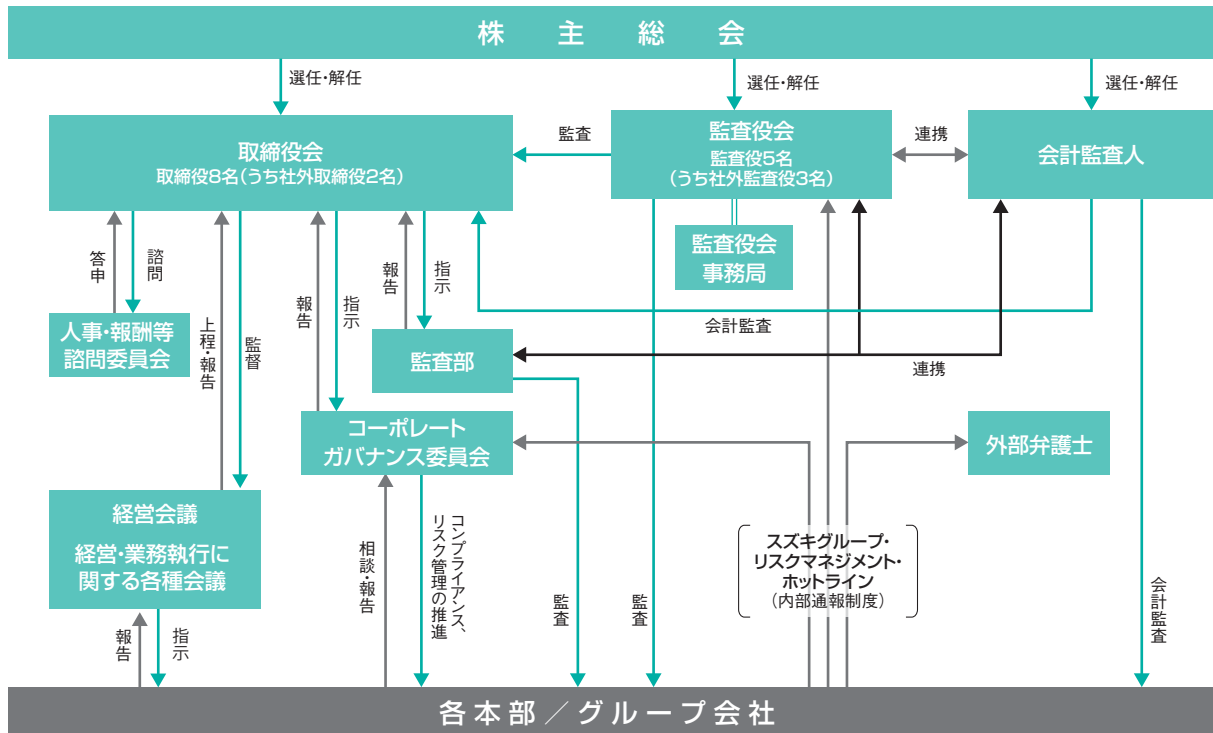 株主総会
選任・解任
選任・解任
選任・解任
取締役会
取締役8名(うち社外取締役2名)
監査
監査役会
監査役5名
(うち社外監査役3名)
連携
会計監査人
監査役会
事務局
答申
諮問
人事・報酬等
諮問委員会
上程・報告
監督
報告
指示
報告
指示
監査部
会計監査
連携
コーポレート
ガバナンス委員会
外部弁護士
経営会議
経営・業務執行に
関する各種会議
報告
指示
相談・報告
コンプライアンス、
リスク管理の推進
監査
監査
スズキグループ・
リスクマネジメント・
ホットライン
(内部通報制度)
会計監査
各本部/グループ会社